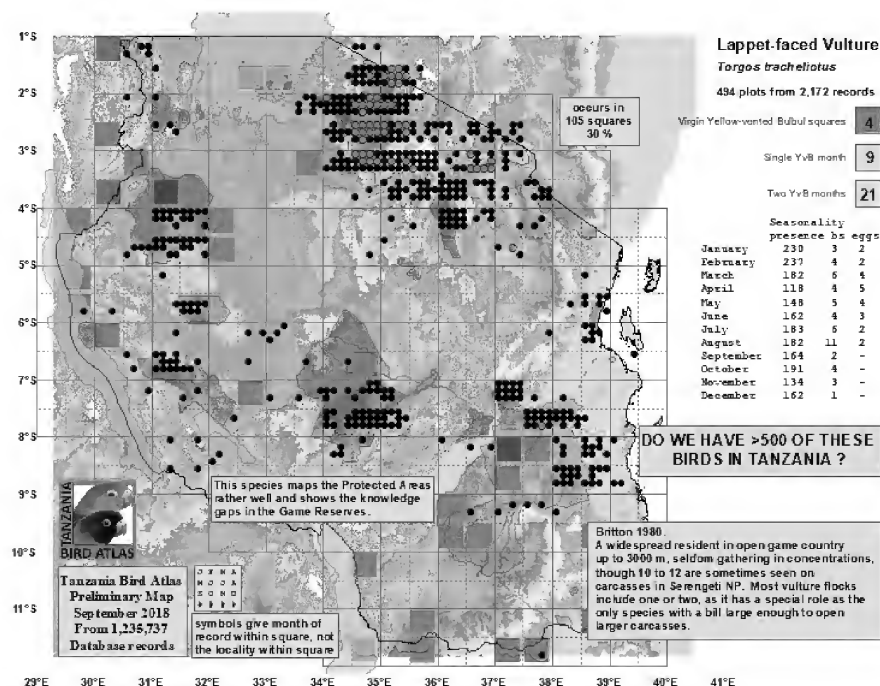 Lappet-faced Vulture
Torgos tracheliotus
494 plots from 2,172 records
Virgin Yellow-vented Bulbul squares 4
Single YvB month 9
Two YvB months 21
Seasonality
presence bs eggs
January 230 3 2
February 237 4 2
March 182 6 4
April 118 4 5
May 148 5 4
June 162 4 3
July 183 6 2
August 182 11 2
September 164 2 -
October 191 4 -
November 134 3 -
December 162 1 -
occurs in
105 squares
30 %
DO WE HAVE >500 OF THESE
BIRDS IN TANZANIA ?
This species maps the Protected Areas
rather well and shows the knowledge
gaps in the Game Reserves.
Britton 1980.
A widespread resident in open game country
up to 3000 m, seldom gathering in concentrations,
though 10 to 12 are sometimes seen on
carcasses in Serengeti NP. Most vulture flocks
include one or two, as it has a special role as the
only species with a bill large enough to open
larger carcasses.
TANZANIA
BIRD ATLAS
Tanzania Bird Atlas
Preliminary Map
September 2018
From 1,235,737
Database records
J F M A
M J J A
S O N D
symbols give month of
record within square, not
the locality within square
1°S
2°S
3°S
4°S
5°S
6°S
7°S
8°S
9°S
10°S
11°S
29°E 30°E 31°E 32°E 33°E 34°E 35°E 36°E 37°E 38°E 39°E 40°E 41°E